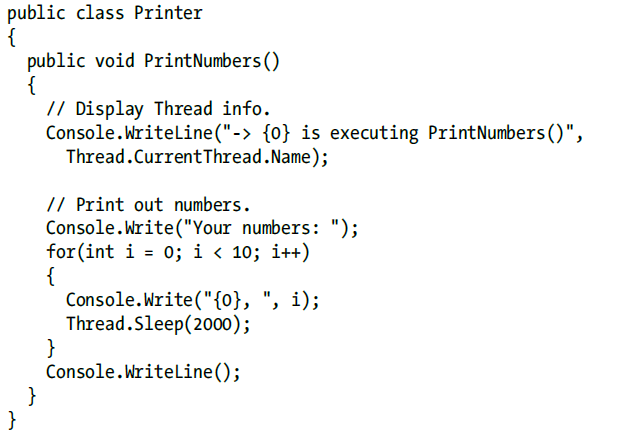 public class Printer
{
  public void PrintNumbers()
  {
    // Display Thread info.
    Console.WriteLine("-> {0} is executing PrintNumbers()",
      Thread.CurrentThread.Name);

    // Print out numbers.
    Console.Write("Your numbers: ");
    for(int i = 0; i < 10; i++)
    {
      Console.Write("{0}, ", i);
      Thread.Sleep(2000);
    }
    Console.WriteLine();
  }
}